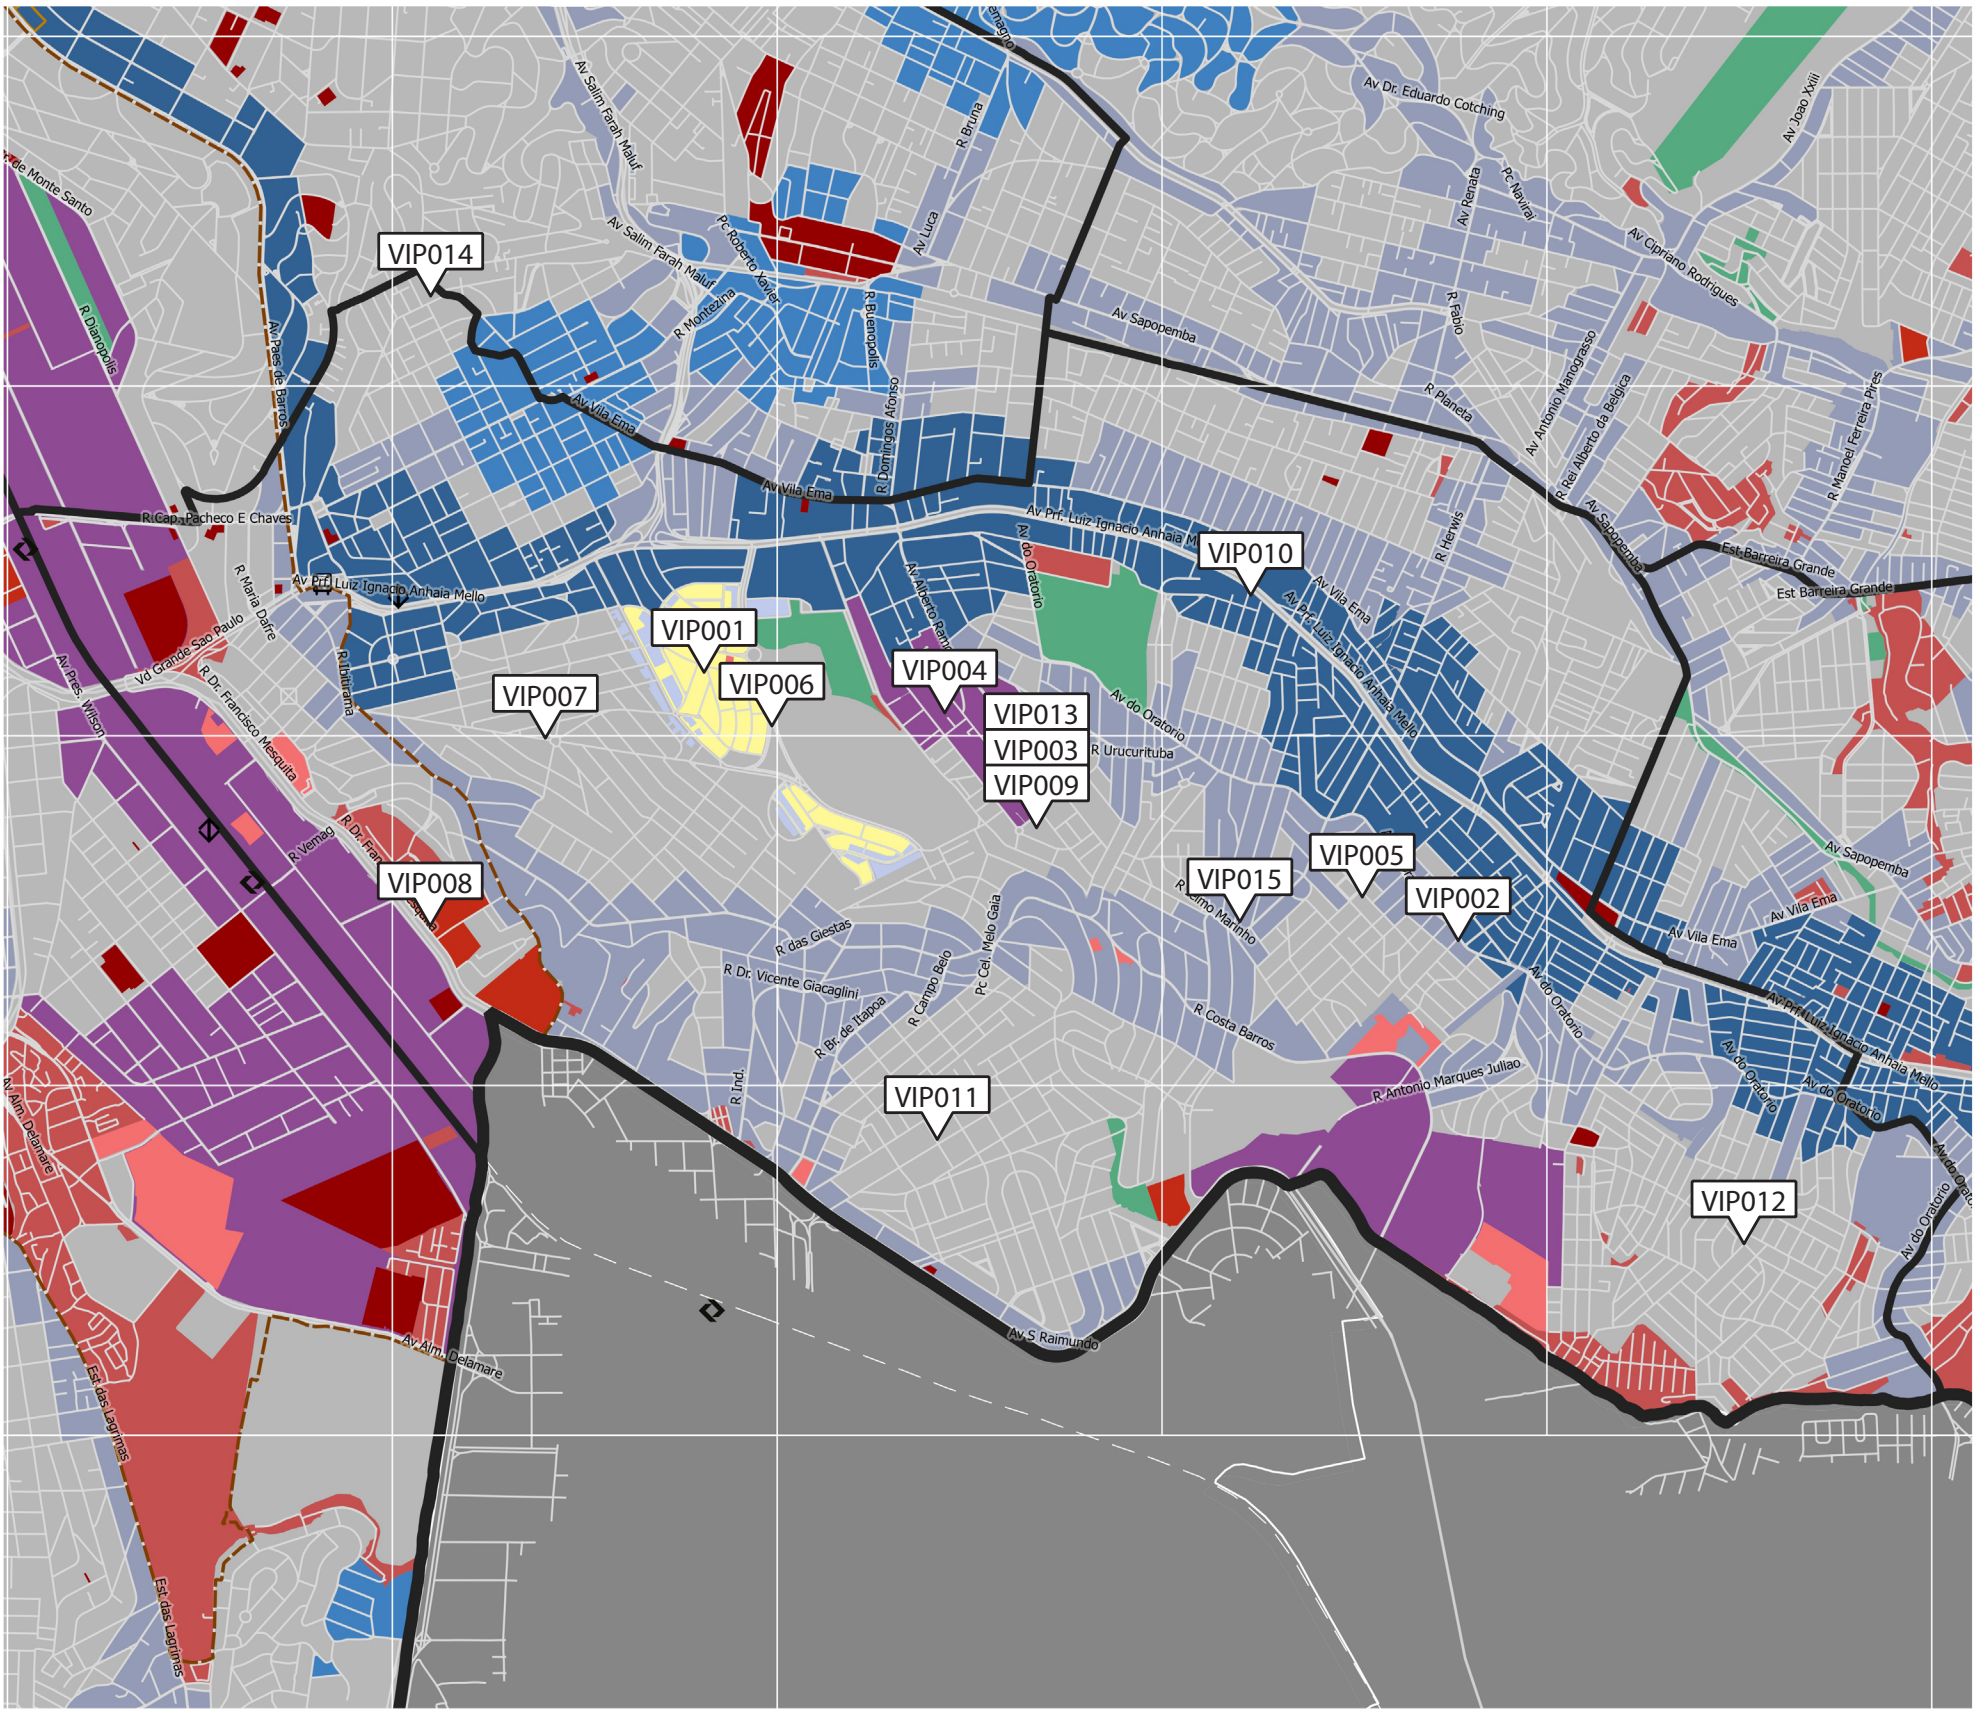 Av Salim Farah Maluf
R Bruna
Av Dr. Eduardo Cotching
Av Joao Xxiii
de Monte Santo
Av Renata
Pc Navirai
Av Luca
Av Salim Farah Maluf
Pc Roberto Xavier
Av Cipriano Rodrigues
VIP014
R Dianopolis
Av Paes de Barros
R Montezina
R Buenopolis
Av Sapopemba
R Fabio
Av Antonio Manograsso
R Planeta
R Rei Alberto da Belgica
R Manoel Ferreira Pires
Av Vila Ema
R Domingos Afonso
Av Vila Ema
R Cap. Pacheco E Chaves
Av Prf. Luiz Ignacio Anhaia M
R Herwis
Av Sapopemba
VIP010
Est Barreira Grande
Est Barreira Grande
Av Prf. Luiz Ignacio Anhaia Mello
R Maria Dafre
Av do Oratorio
Av Alberto Ramo
Av Vila Ema
Av Prf. Luiz Ignacio Anhaia Mello
VIP001
Vd Grande Sao Paulo
R Ibitirama
Av Pres. Wilson
R Dr. Francisco Mesquita
VIP007
VIP006
VIP004
VIP013
VIP003
VIP009
Av do Oratorio
R Urucurituba
R Vemag
R Dr. Fran
esquita
VIP008
VIP015
VIP005
VIP002
Av Sapopemba
Av Vila Ema
Av Vila Ema
R das Giestas
R Dr. Vicente Giacaglini
R Campo Belo
Pc Cel. Melo Gaia
R Br. de Itapoa
elmo Marinho
R Costa Barros
Av do Oratorio
Av Prf. Luiz Ignacio Anhaia Mello
R Ind.
VIP011
R Antonio Marques Juliao
Av do Oratorio
Av do Oratorio
Av Alm. Delamare
VIP012
Av do Orato
Av do Oratorio
Av S Raimundo
Av Alm. Delamare
Est das Lagrimas
Est das Lagrimas